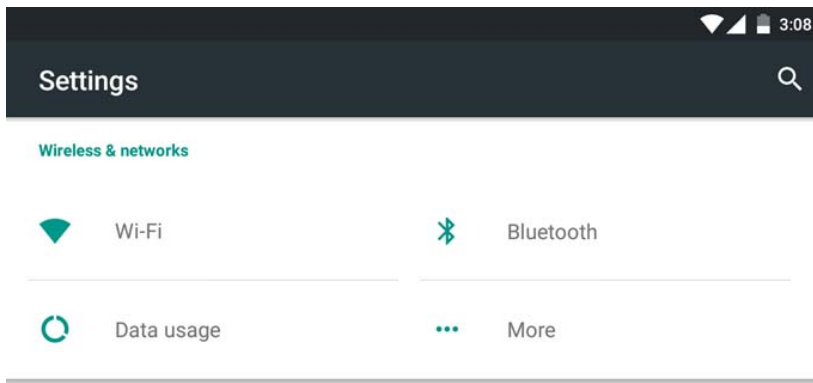 3:08
Settings
Wireless & networks
Wi-Fi
Bluetooth
Data usage
More